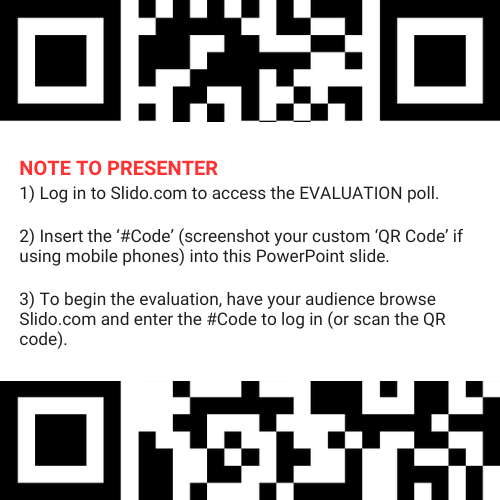 NOTE TO PRESENTER
1) Log in to Slido.com to access the EVALUATION poll.
2) Insert the ‘#Code’ (screenshot your custom ‘QR Code’ if
using mobile phones) into this PowerPoint slide.
3) To begin the evaluation, have your audience browse
Slido.com and enter the #Code to log in (or scan the QR
code).